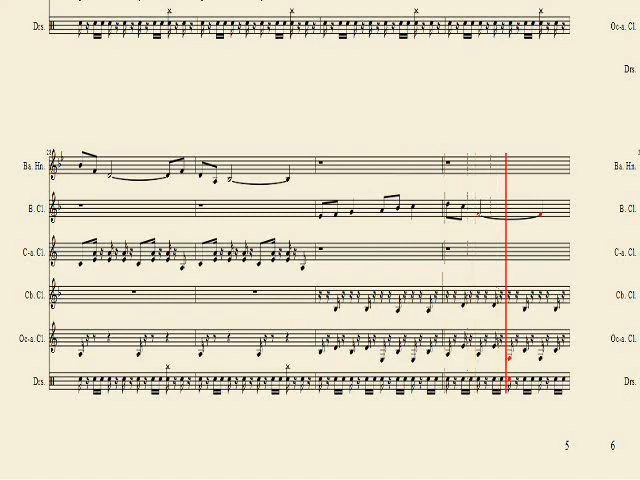 Drs.
Oc-a. Cl.
Drs.
Ba. Hn.
Ba. Hn.
B. Cl.
B. Cl.
C-a. Cl.
C-a. Cl.
Cb. Cl.
Cb. Cl.
Oc-a. Cl.
Oc-a. Cl.
Drs.
Drs.
5
6